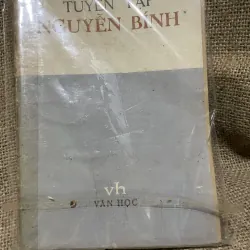 TUYỂN TẬP
NGUYỄN BÍNH
vh
VĂN HỌC